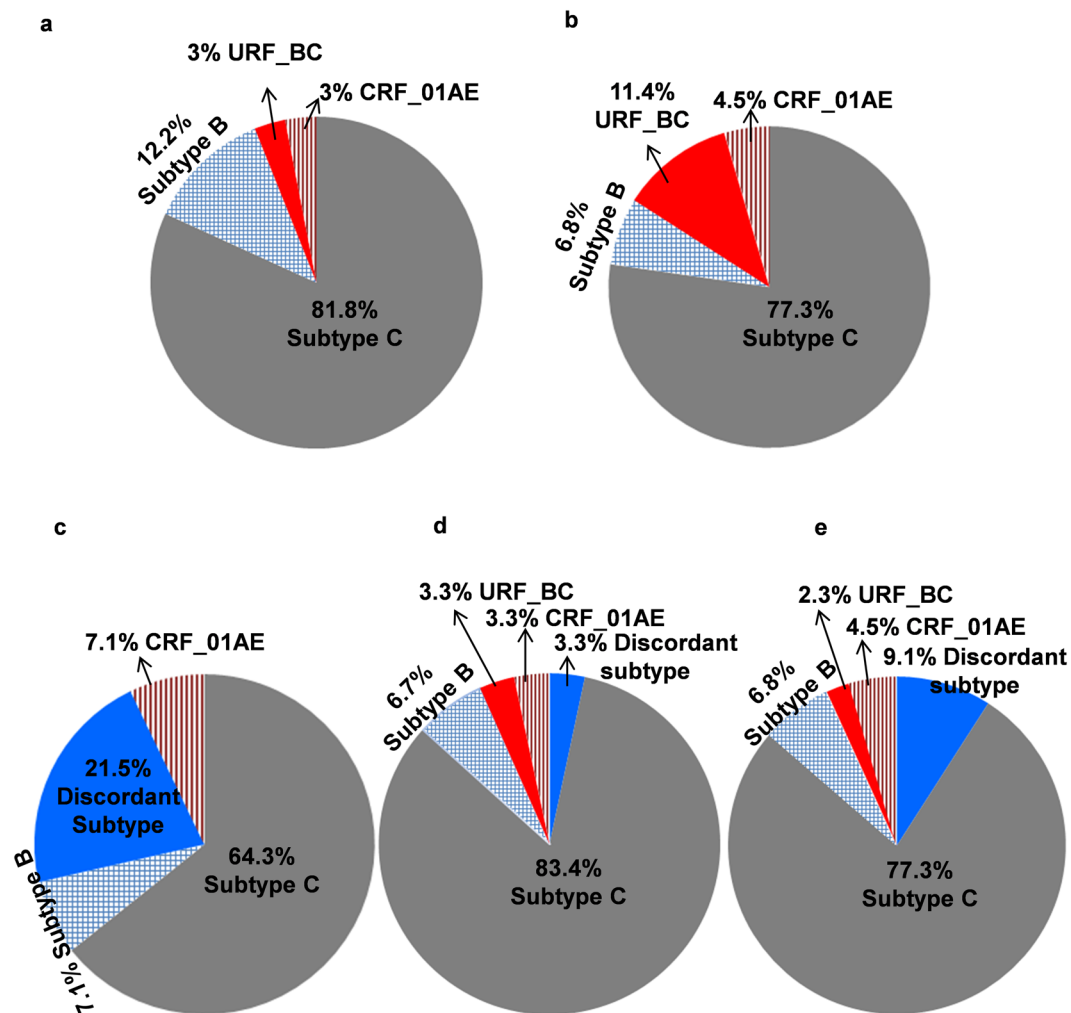 a
3% URF_BC
3% CRF_01AE
12.2%
Subtype B
81.8%
Subtype C
b
11.4%
URF_BC
4.5% CRF_01AE
6.8%
Subtype B
77.3%
Subtype C
c
7.1% CRF_01AE
21.5%
Discordant
Subtype
7.1% Subtype B
64.3%
Subtype C
d
3.3% URF_BC
3.3% CRF_01AE
3.3% Discordant
subtype
6.7%
Subtype B
83.4%
Subtype C
e
2.3% URF_BC
4.5% CRF_01AE
9.1% Discordant
subtype
6.8%
Subtype B
77.3%
Subtype C